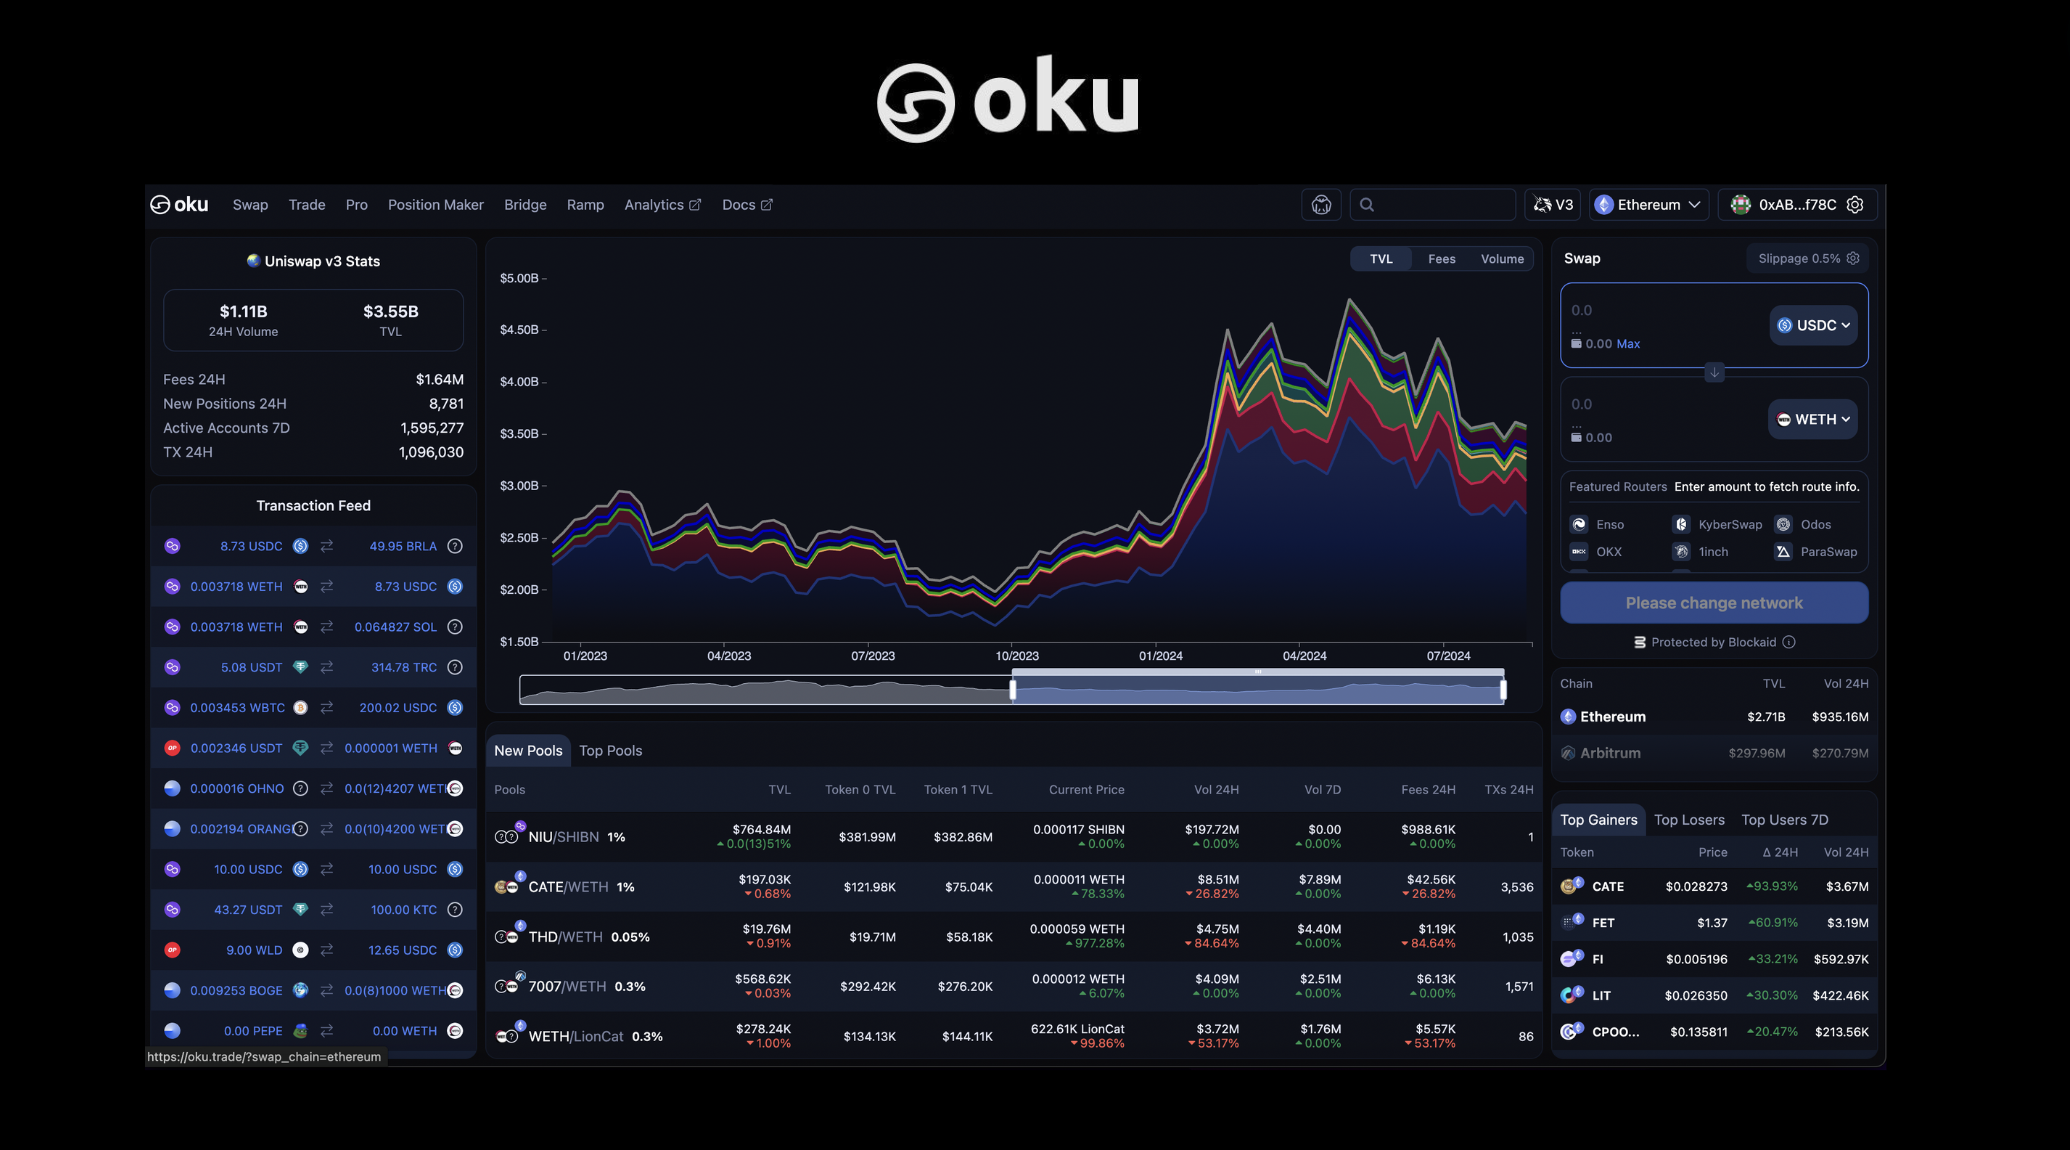 oku
oku Swap Trade Pro Position Maker Bridge Ramp Analytics Docs V3 Ethereum 0xAB...f78C
Uniswap v3 Stats
$1.11B $3.55B
24H Volume TVL
Fees 24H $1.64M
New Positions 24H 8,781
Active Accounts 7D 1,595,277
TX 24H 1,096,030
Transaction Feed
8.73 USDC 49.95 BRLA ?
0.003718 WETH 8.73 USDC
0.003718 WETH 0.064827 SOL ?
5.08 USDT 314.78 TRC ?
0.003453 WBTC 200.02 USDC
0.002346 USDT 0.000001 WETH
0.000016 OHNO ? 0.0(12)4207 WET
0.002194 ORANG ? 0.0(10)4200 WET
10.00 USDC 10.00 USDC
43.27 USDT 100.00 KTC ?
9.00 WLD 12.65 USDC
0.009253 BOGE 0.0(8)1000 WETH
0.00 PEPE 0.00 WETH
https://oku.trade/?swap_chain=ethereum
TVL Fees Volume
$5.00B
$4.50B
$4.00B
$3.50B
$3.00B
$2.50B
$2.00B
$1.50B
01/2023 04/2023 07/2023 10/2023 01/2024 04/2024 07/2024
New Pools Top Pools
Pools TVL Token 0 TVL Token 1 TVL Current Price Vol 24H Vol 7D Fees 24H TXs 24H
NIU/SHIBN 1% $764.84M $381.99M $382.86M 0.000117 SHIBN $197.72M $0.00 $988.61K 1
0.0(13)51% 0.00% 0.00% 0.00% 0.00%
CATE/WETH 1% $197.03K $121.98K $75.04K 0.000011 WETH $8.51M $7.89M $42.56K 3,536
0.68% 78.33% 26.82% 0.00% 26.82%
THD/WETH 0.05% $19.76M $19.71M $58.18K 0.000059 WETH $4.75M $4.40M $1.19K 1,035
0.91% 977.28% 84.64% 0.00% 84.64%
7007/WETH 0.3% $568.62K $292.42K $276.20K 0.000012 WETH $4.09M $2.51M $6.13K 1,571
0.03% 6.07% 0.00% 0.00% 0.00%
WETH/LionCat 0.3% $278.24K $134.13K $144.11K 622.61K LionCat $3.72M $1.76M $5.57K 86
1.00% 99.86% 53.17% 0.00% 53.17%
Swap Slippage 0.5%
0.0
...
0.00 Max
USDC
0.0
...
0.00
WETH
Featured Routers Enter amount to fetch route info.
Enso KyberSwap Odos
OKX 1inch ParaSwap
Please change network
Protected by Blockaid
Chain TVL Vol 24H
Ethereum $2.71B $935.16M
Arbitrum $297.96M $270.79M
Top Gainers Top Losers Top Users 7D
Token Price Δ 24H Vol 24H
CATE $0.028273 93.93% $3.67M
FET $1.37 60.91% $3.19M
FI $0.005196 33.21% $592.97K
LIT $0.026350 30.30% $422.46K
CPOO... $0.135811 20.47% $213.56K